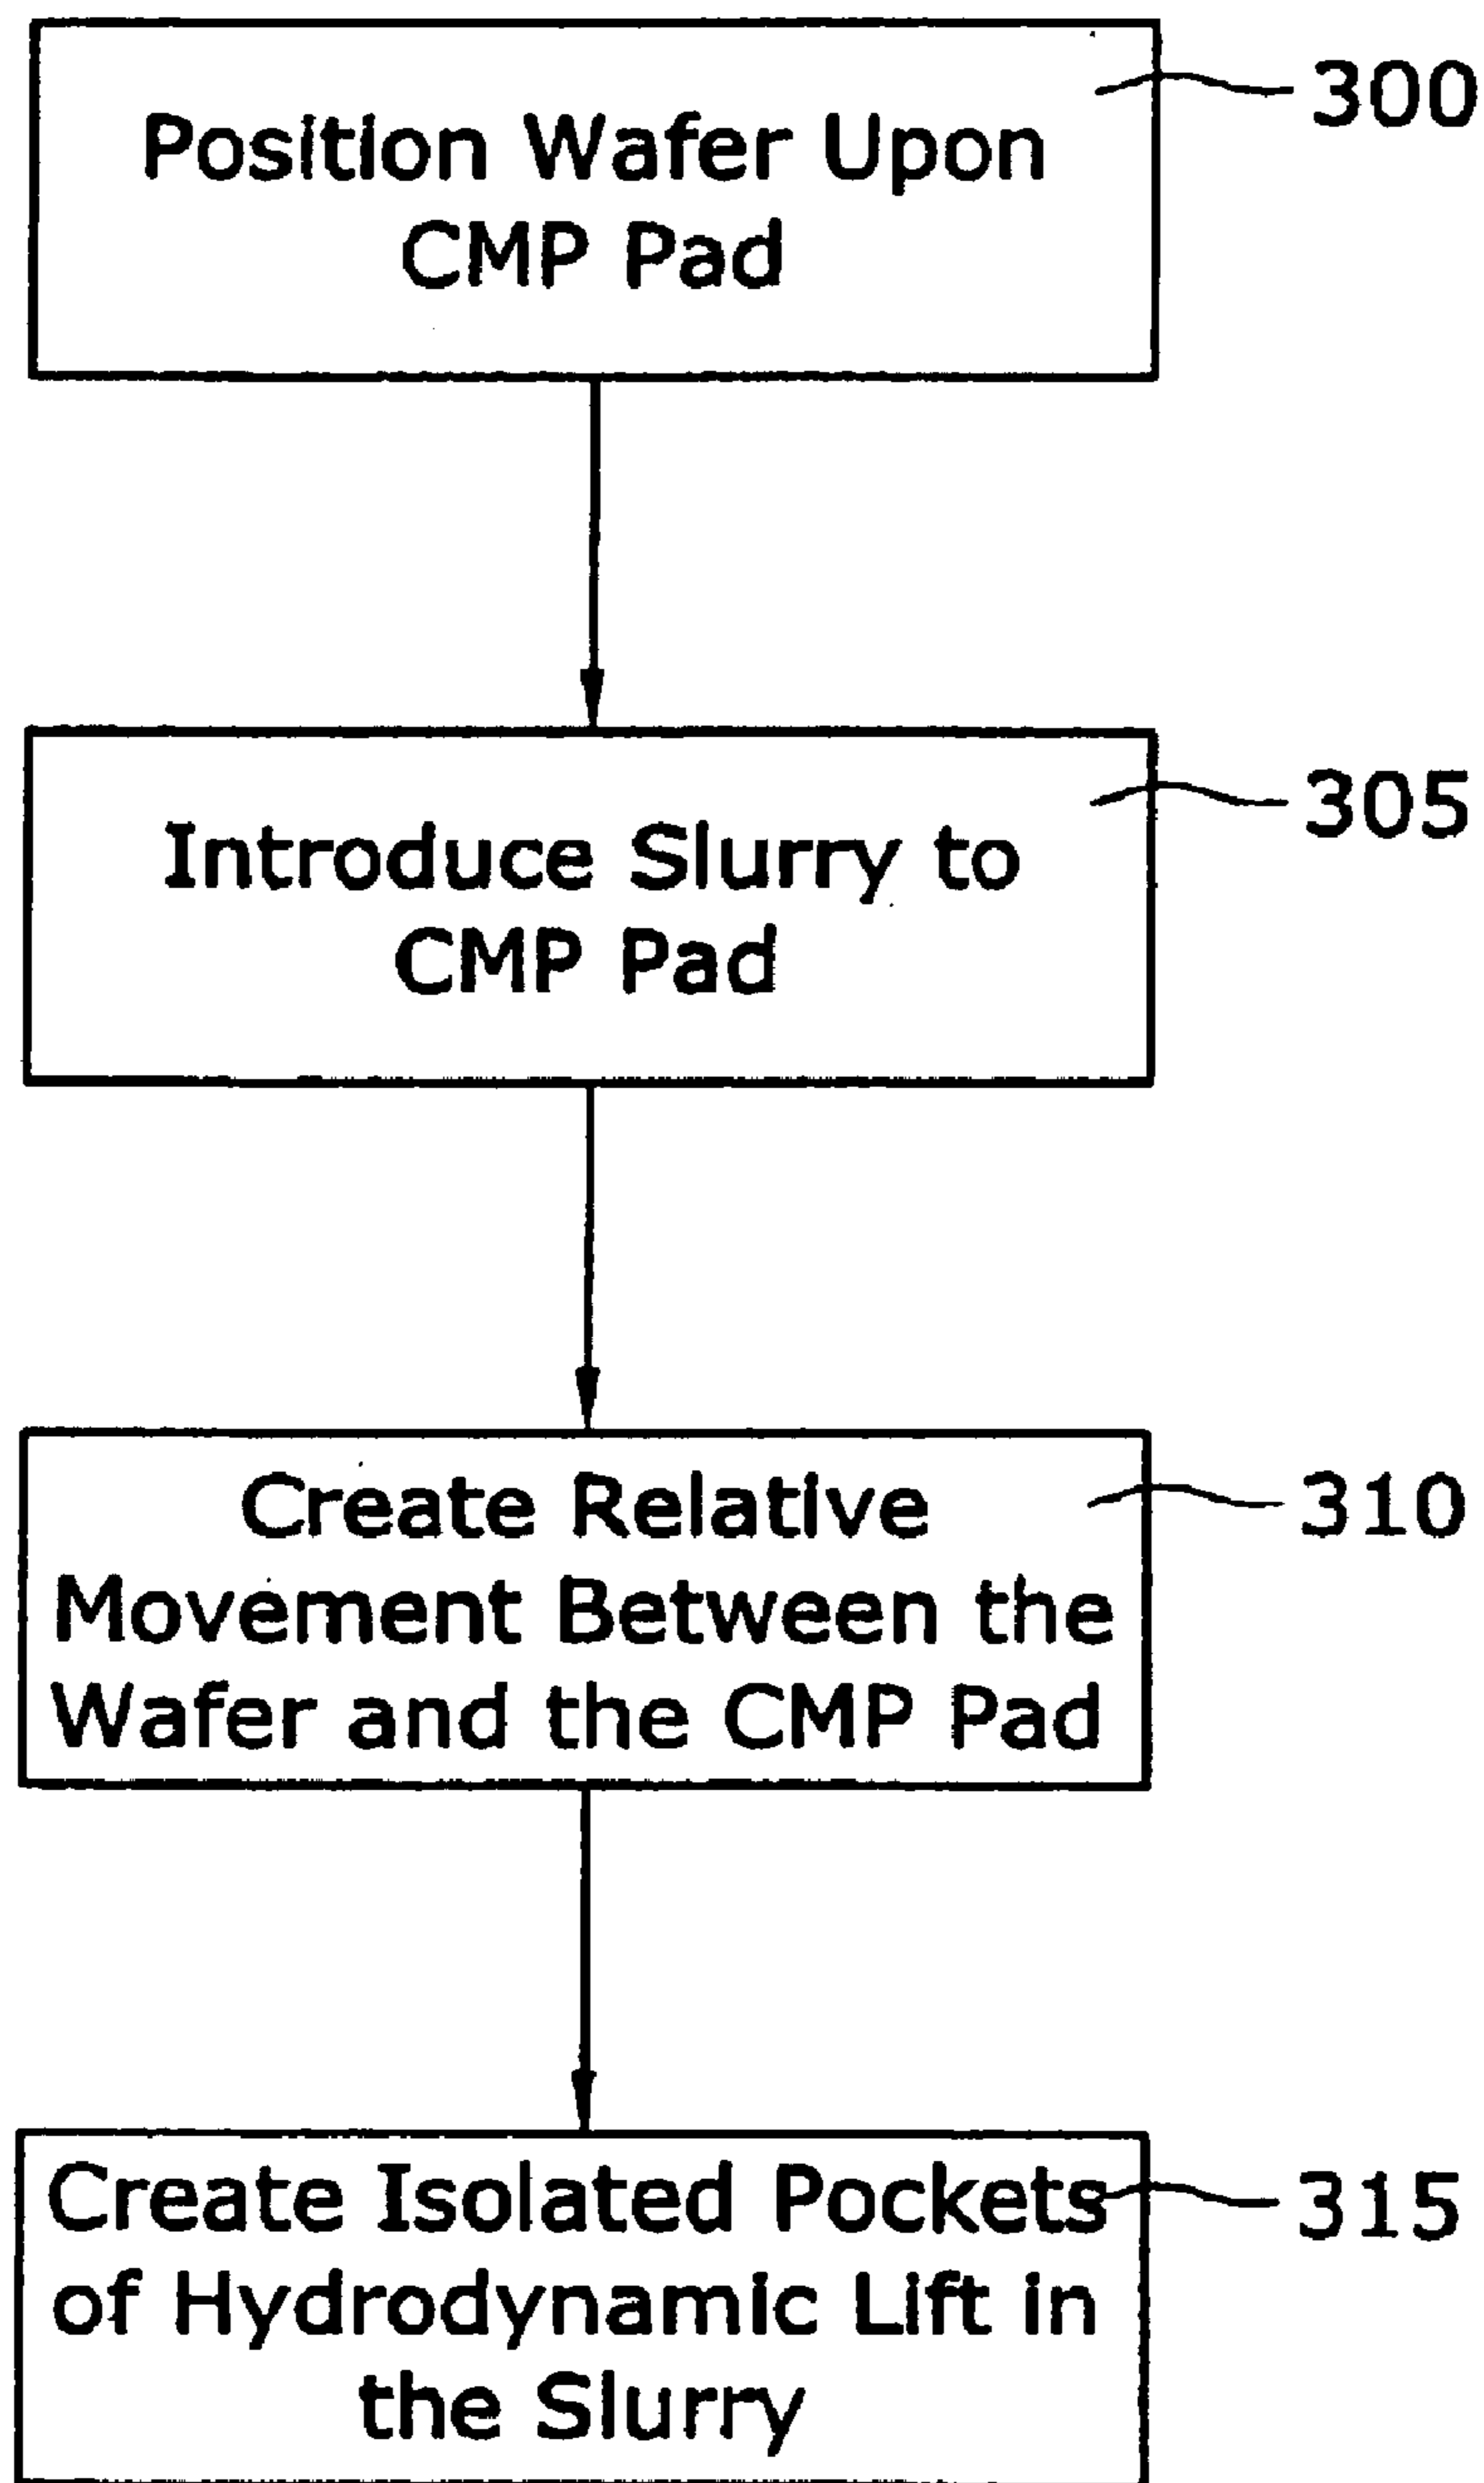 300
Position Wafer Upon
CMP Pad
305
Introduce Slurry to
CMP Pad
310
Create Relative
Movement Between the
Wafer and the CMP Pad
315
Create Isolated Pockets
of Hydrodynamic Lift in
the Slurry